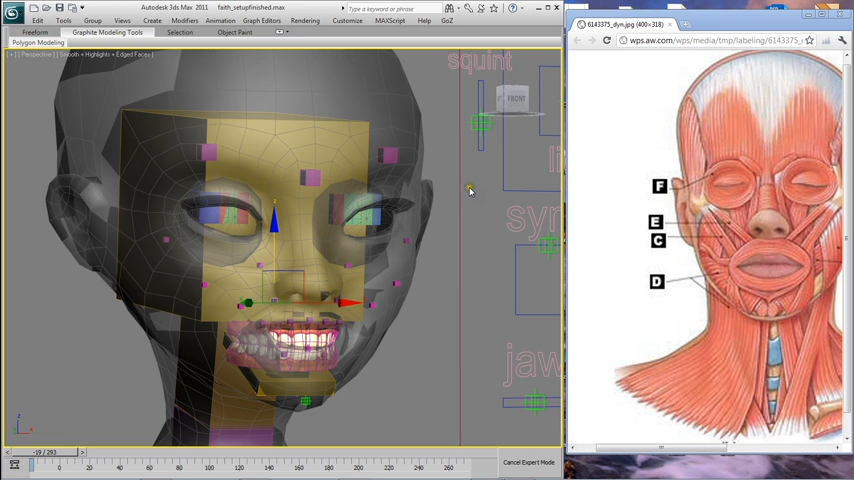 Autodesk 3ds Max 2011    faith_setupfinished.max
Type a keyword or phrase
Edit Tools Group Views Create Modifiers Animation Graph Editors Rendering Customize MAXScript Help GoZ
Freeform Graphite Modeling Tools Selection Object Paint
Polygon Modeling
[ + ] [ Perspective ] [ Smooth + Highlights + Edged Faces ]
squint
FRONT
li
syn
jaw
z
x
-19 / 293
0 20 40 60 80 100 120 140 160 180 200 220 240 260
Cancel Expert Mode
6143375_dyn.jpg (400×318)
wps.aw.com/wps/media/tmp/labeling/6143375_
F
E
C
D